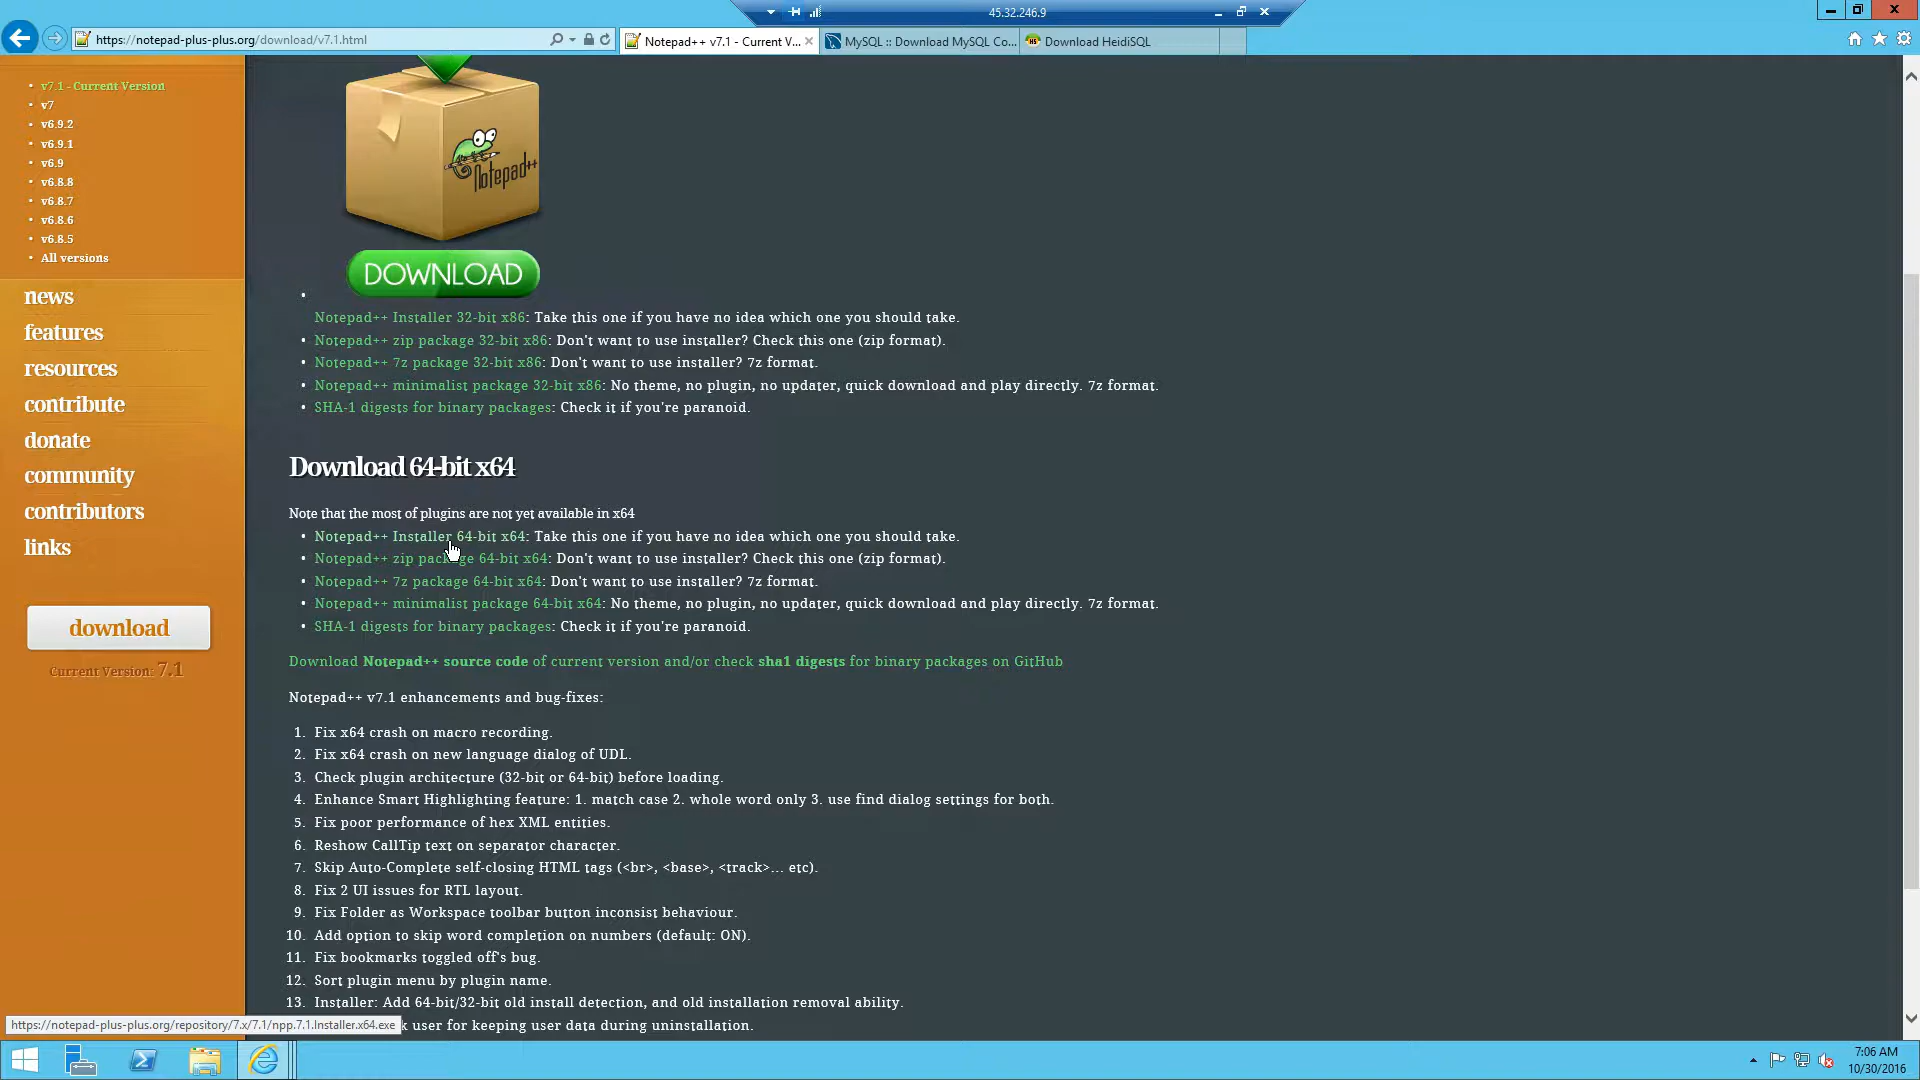 45.32.246.9
https://notepad-plus-plus.org/download/v7.1.html
Notepad++ v7.1 - Current V...
MySQL :: Download MySQL Co...
Download HeidiSQL
v7.1 - Current Version
v7
v6.9.2
v6.9.1
v6.9
v6.8.8
v6.8.7
v6.8.6
v6.8.5
All versions
news
features
resources
contribute
donate
community
contributors
links
download
Current Version: 7.1
Notepad++
DOWNLOAD
Notepad++ Installer 32-bit x86: Take this one if you have no idea which one you should take.
Notepad++ zip package 32-bit x86: Don't want to use installer? Check this one (zip format).
Notepad++ 7z package 32-bit x86: Don't want to use installer? 7z format.
Notepad++ minimalist package 32-bit x86: No theme, no plugin, no updater, quick download and play directly. 7z format.
SHA-1 digests for binary packages: Check it if you're paranoid.
Download 64-bit x64
Note that the most of plugins are not yet available in x64
Notepad++ Installer 64-bit x64: Take this one if you have no idea which one you should take.
Notepad++ zip package 64-bit x64: Don't want to use installer? Check this one (zip format).
Notepad++ 7z package 64-bit x64: Don't want to use installer? 7z format.
Notepad++ minimalist package 64-bit x64: No theme, no plugin, no updater, quick download and play directly. 7z format.
SHA-1 digests for binary packages: Check it if you're paranoid.
Download Notepad++ source code of current version and/or check sha1 digests for binary packages on GitHub
Notepad++ v7.1 enhancements and bug-fixes:
1. Fix x64 crash on macro recording.
2. Fix x64 crash on new language dialog of UDL.
3. Check plugin architecture (32-bit or 64-bit) before loading.
4. Enhance Smart Highlighting feature: 1. match case 2. whole word only 3. use find dialog settings for both.
5. Fix poor performance of hex XML entities.
6. Reshow CallTip text on separator character.
7. Skip Auto-Complete self-closing HTML tags (<br>, <base>, <track>... etc).
8. Fix 2 UI issues for RTL layout.
9. Fix Folder as Workspace toolbar button inconsist behaviour.
10. Add option to skip word completion on numbers (default: ON).
11. Fix bookmarks toggled off's bug.
12. Sort plugin menu by plugin name.
13. Installer: Add 64-bit/32-bit old install detection, and old installation removal ability.
k user for keeping user data during uninstallation.
https://notepad-plus-plus.org/repository/7.x/7.1/npp.7.1.Installer.x64.exe
7:06 AM
10/30/2016